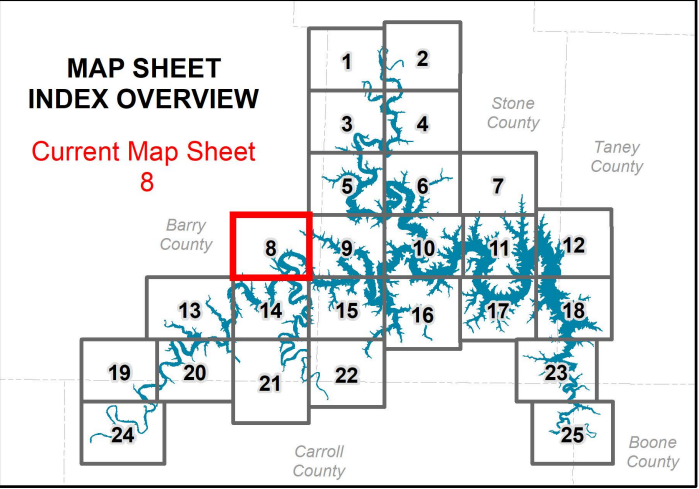 MAP SHEET
INDEX OVERVIEW
Current Map Sheet
8
1
2
3
4
Stone
County
Taney
County
5
6
7
Barry
County
8
9
10
11
12
13
14
15
16
17
18
19
20
21
22
23
24
25
Carroll
County
Boone
County